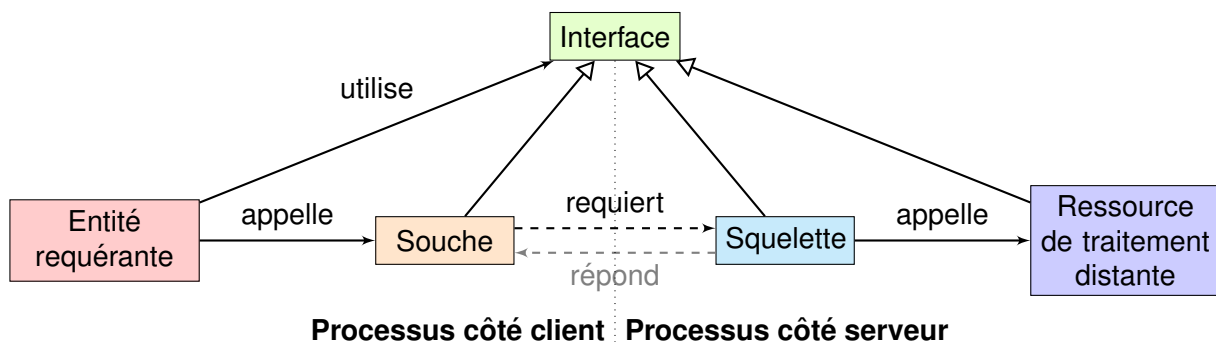 Interface
utilise
Entité
requérante
appelle
Souche
requiert
répond
Squelette
appelle
Ressource
de traitement
distante
Processus côté client
Processus côté serveur